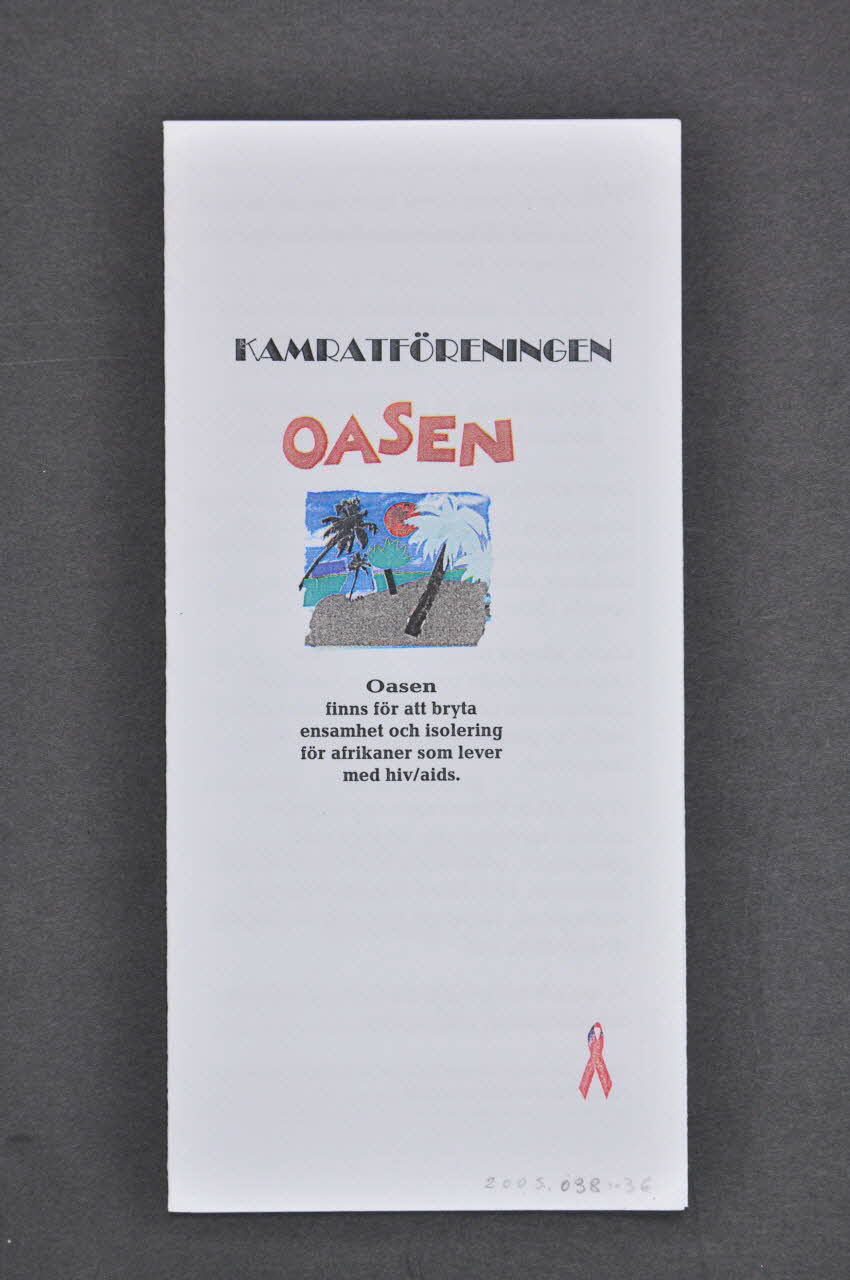 KAMRATFÖRENINGEN
OASEN
Oasen
finns för att bryta
ensamhet och isolering
för afrikaner som lever
med hiv/aids.
2005.098..36